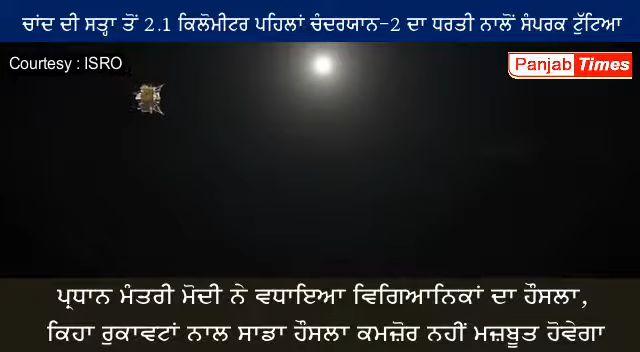 ਚਾਂਦ ਦੀ ਸਤ੍ਹਾ ਤੋਂ 2.1 ਕਿਲੋਮੀਟਰ ਪਹਿਲਾਂ ਚੰਦਰਯਾਨ-2 ਦਾ ਧਰਤੀ ਨਾਲੋਂ ਸੰਪਰਕ ਟੁੱਟਿਆ
Courtesy : ISRO
Panjab Times
ਪ੍ਰਧਾਨ ਮੰਤਰੀ ਮੋਦੀ ਨੇ ਵਧਾਇਆ ਵਿਗਿਆਨਿਕਾਂ ਦਾ ਹੌਸਲਾ,
ਕਿਹਾ ਰੁਕਾਵਟਾਂ ਨਾਲ ਸਾਡਾ ਹੌਸਲਾ ਕਮਜ਼ੋਰ ਨਹੀਂ ਮਜ਼ਬੂਤ ਹੋਵੇਗਾ